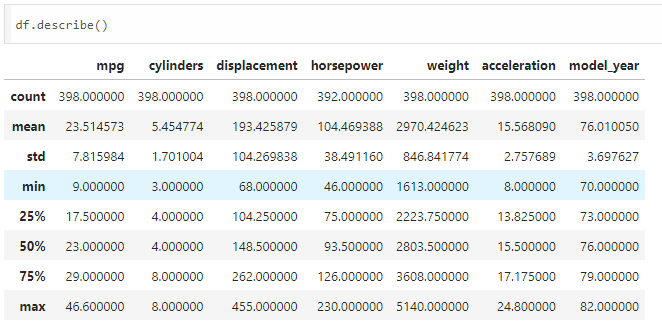 df.describe()
mpg cylinders displacement horsepower weight acceleration model_year
count 398.000000 398.000000 398.000000 392.000000 398.000000 398.000000 398.000000
mean 23.514573 5.454774 193.425879 104.469388 2970.424623 15.568090 76.010050
std 7.815984 1.701004 104.269838 38.491160 846.841774 2.757689 3.697627
min 9.000000 3.000000 68.000000 46.000000 1613.000000 8.000000 70.000000
25% 17.500000 4.000000 104.250000 75.000000 2223.750000 13.825000 73.000000
50% 23.000000 4.000000 148.500000 93.500000 2803.500000 15.500000 76.000000
75% 29.000000 8.000000 262.000000 126.000000 3608.000000 17.175000 79.000000
max 46.600000 8.000000 455.000000 230.000000 5140.000000 24.800000 82.000000